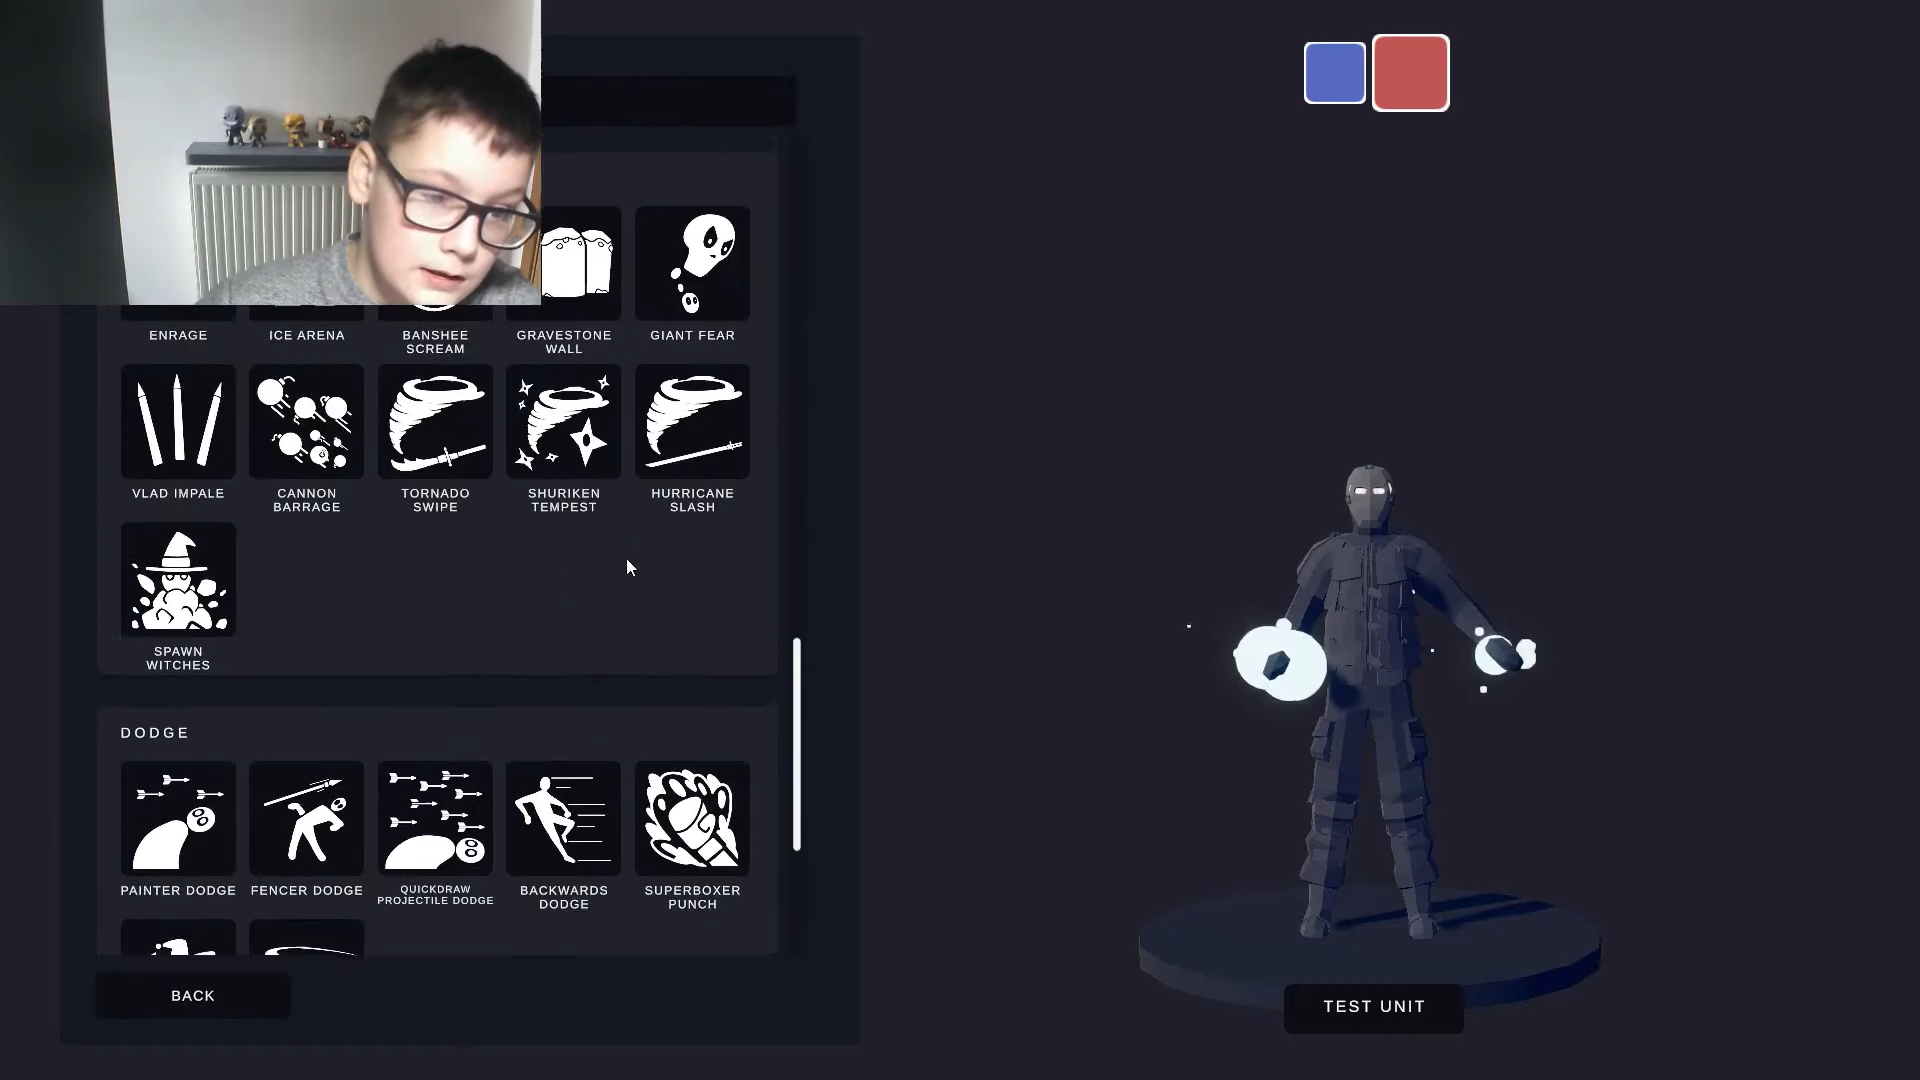 ENRAGE
ICE ARENA
BANSHEE
SCREAM
GRAVESTONE
WALL
GIANT FEAR
VLAD IMPALE
CANNON
BARRAGE
TORNADO
SWIPE
SHURIKEN
TEMPEST
HURRICANE
SLASH
SPAWN
WITCHES
DODGE
PAINTER DODGE
FENCER DODGE
QUICKDRAW
PROJECTILE DODGE
BACKWARDS
DODGE
SUPERBOXER
PUNCH
BACK
TEST UNIT